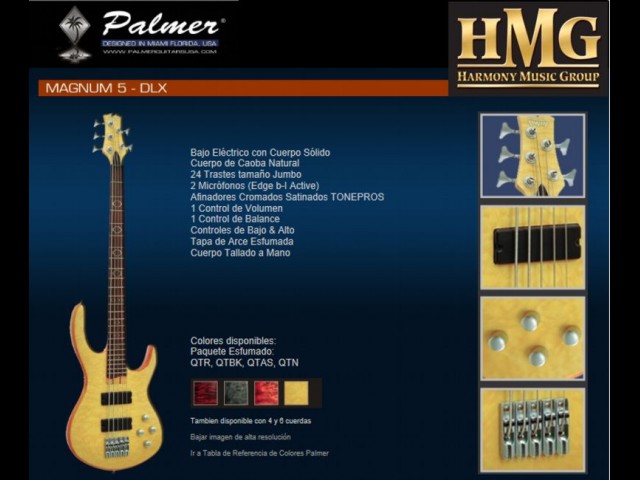 Palmer®
DESIGNED IN MIAMI FLORIDA, USA
WWW.PALMERGUITARSUSA.COM
HMG
HARMONY MUSIC GROUP
MAGNUM 5 - DLX
Bajo Eléctrico con Cuerpo Sólido
Cuerpo de Caoba Natural
24 Trastes tamaño Jumbo
2 Micrófonos (Edge b-I Active)
Afinadores Cromados Satinados TONEPROS
1 Control de Volumen
1 Control de Balance
Controles de Bajo & Alto
Tapa de Arce Esfumada
Cuerpo Tallado a Mano
Colores disponibles:
Paquete Esfumado:
QTR, QTBK, QTAS, QTN
Tambien disponible con 4 y 6 cuerdas
Bajar imagen de alta resolución
Ir a Tabla de Referencia de Colores Palmer